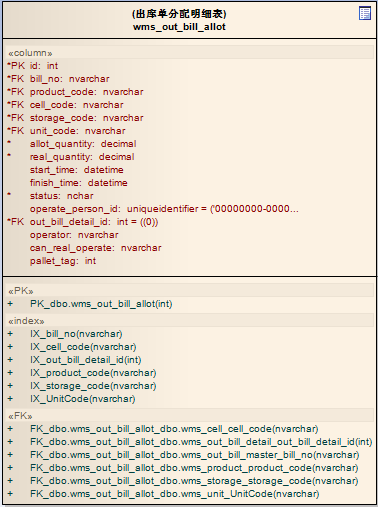 (出库单分配明细表)
wms_out_bill_allot
«column»
*PK id: int
*FK bill_no: nvarchar
*FK product_code: nvarchar
*FK cell_code: nvarchar
*FK storage_code: nvarchar
*FK unit_code: nvarchar
* allot_quantity: decimal
* real_quantity: decimal
start_time: datetime
finish_time: datetime
* status: nchar
operate_person_id: uniqueidentifier = ('00000000-0000...
*FK out_bill_detail_id: int = ((0))
operator: nvarchar
can_real_operate: nvarchar
pallet_tag: int
«PK»
+ PK_dbo.wms_out_bill_allot(int)
«index»
+ IX_bill_no(nvarchar)
+ IX_cell_code(nvarchar)
+ IX_out_bill_detail_id(int)
+ IX_product_code(nvarchar)
+ IX_storage_code(nvarchar)
+ IX_UnitCode(nvarchar)
«FK»
+ FK_dbo.wms_out_bill_allot_dbo.wms_cell_cell_code(nvarchar)
+ FK_dbo.wms_out_bill_allot_dbo.wms_out_bill_detail_out_bill_detail_id(int)
+ FK_dbo.wms_out_bill_allot_dbo.wms_out_bill_master_bill_no(nvarchar)
+ FK_dbo.wms_out_bill_allot_dbo.wms_product_product_code(nvarchar)
+ FK_dbo.wms_out_bill_allot_dbo.wms_storage_storage_code(nvarchar)
+ FK_dbo.wms_out_bill_allot_dbo.wms_unit_UnitCode(nvarchar)